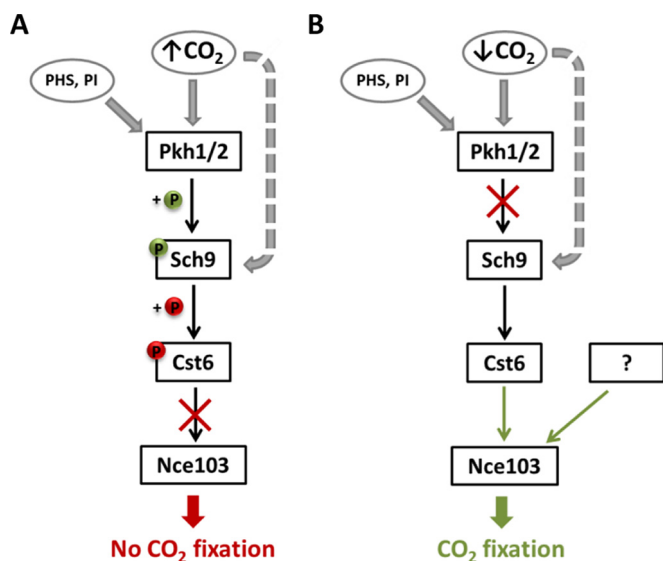 A
↑CO₂
PHS, PI
Pkh1/2
+ P
P
Sch9
+ P
P
Cst6
Nce103
No CO₂ fixation
B
↓CO₂
PHS, PI
Pkh1/2
Sch9
Cst6
?
Nce103
CO₂ fixation